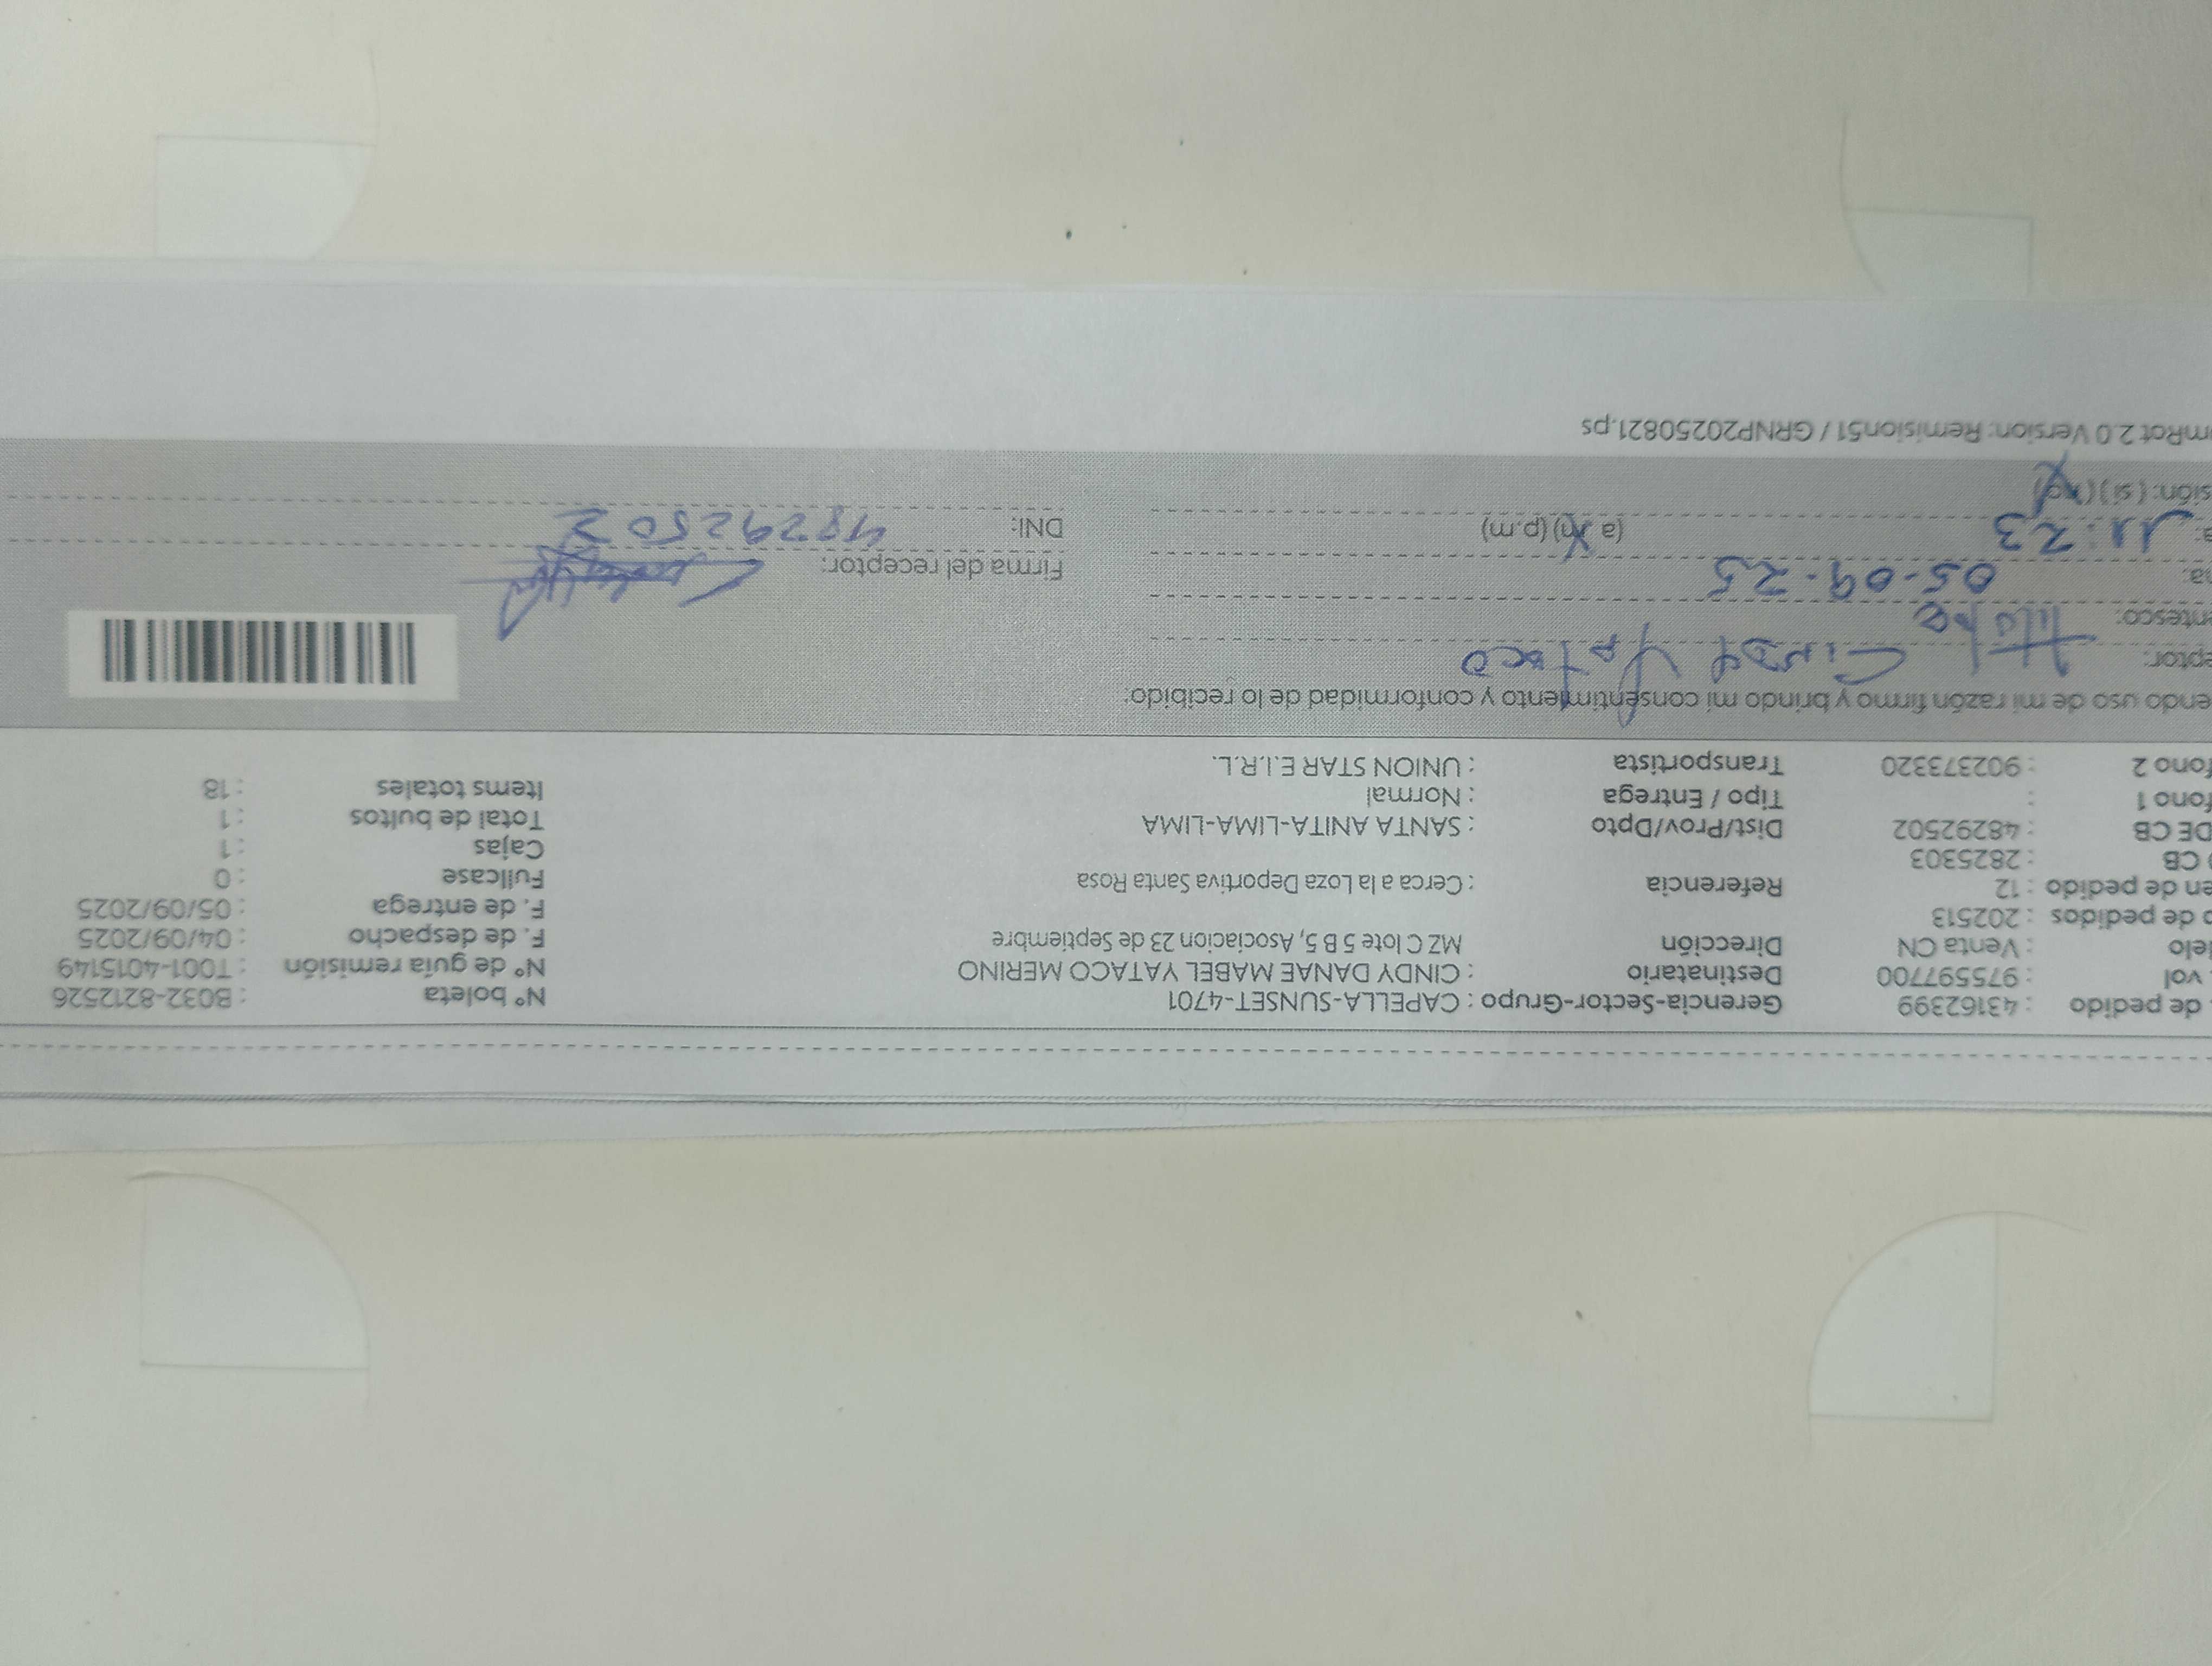 de pedido : 43162399 Gerencia-Sector-Grupo : CAPELLA-SUNSET-4701 Nº boleta : B032-8212526
vol : 975597700 Destinatario : CINDY DANAE MABEL YATACO MERINO Nº de guía remisión : T001-4015149
elo : Venta CN Dirección MZ C lote 5 B 5, Asociacion 23 de Septiembre F. de despacho : 04/09/2025
o de pedidos : 202513 F. de entrega : 05/09/2025
en de pedido : 12 Referencia : Cerca a la Loza Deportiva Santa Rosa Fullcase : 0
CB : 2825303 Cajas : 1
DE CB : 48292502 Dist/Prov/Dpto : SANTA ANITA-LIMA-LIMA Total de bultos : 1
fono 1 : Tipo / Entrega : Normal Items totales : 18
fono 2 : 902373320 Transportista : UNION STAR E.I.R.L.
endo uso de mi razón firmo y brindo mi consentimiento y conformidad de lo recibido:
eptor: Cindy Yataco
entesco: Titular
ha: 05-09-25 Firma del receptor:
a: 11:23 (a m) (p.m) DNI: 48292502
sión: (si) (no)
mRot 2.0 Version: Remision51 / GRNP20250821.ps